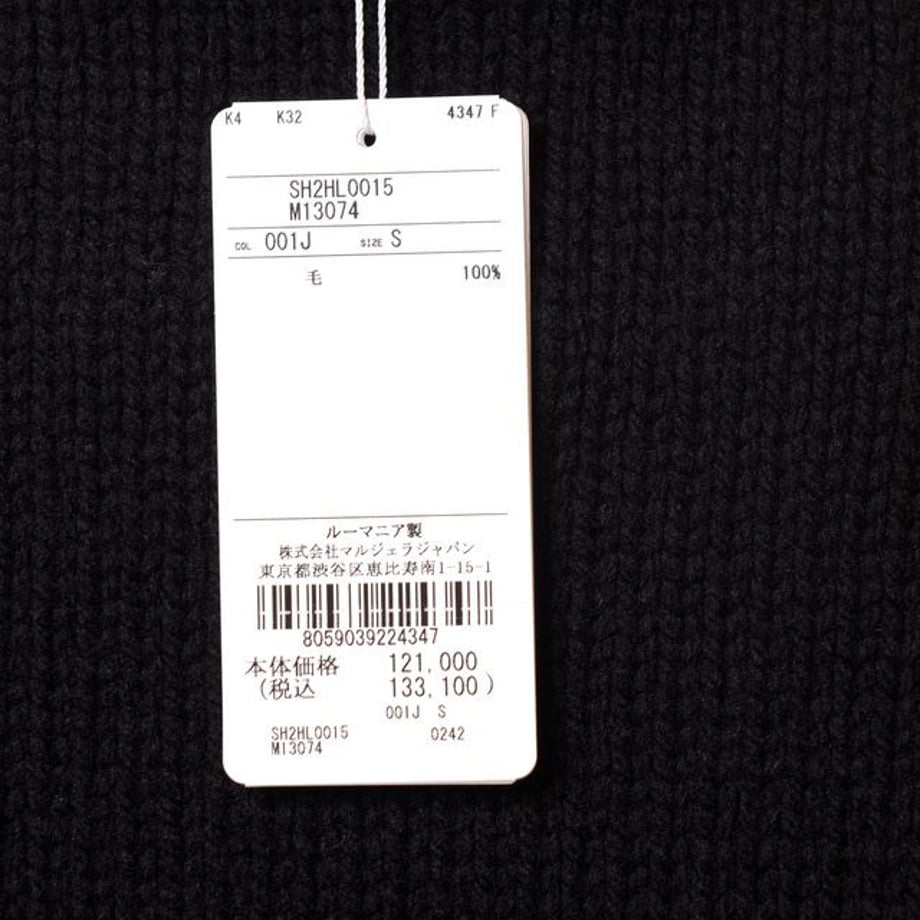 K4 K32 4347 F
SH2HL0015
M13074
COL 001J SIZE S
毛 100%
ルーマニア製
株式会社マルジェラジャパン
東京都渋谷区恵比寿南1-15-1
8059039224347
本体価格 121,000
(税込 133,100)
001J S
SH2HL0015 0242
M13074